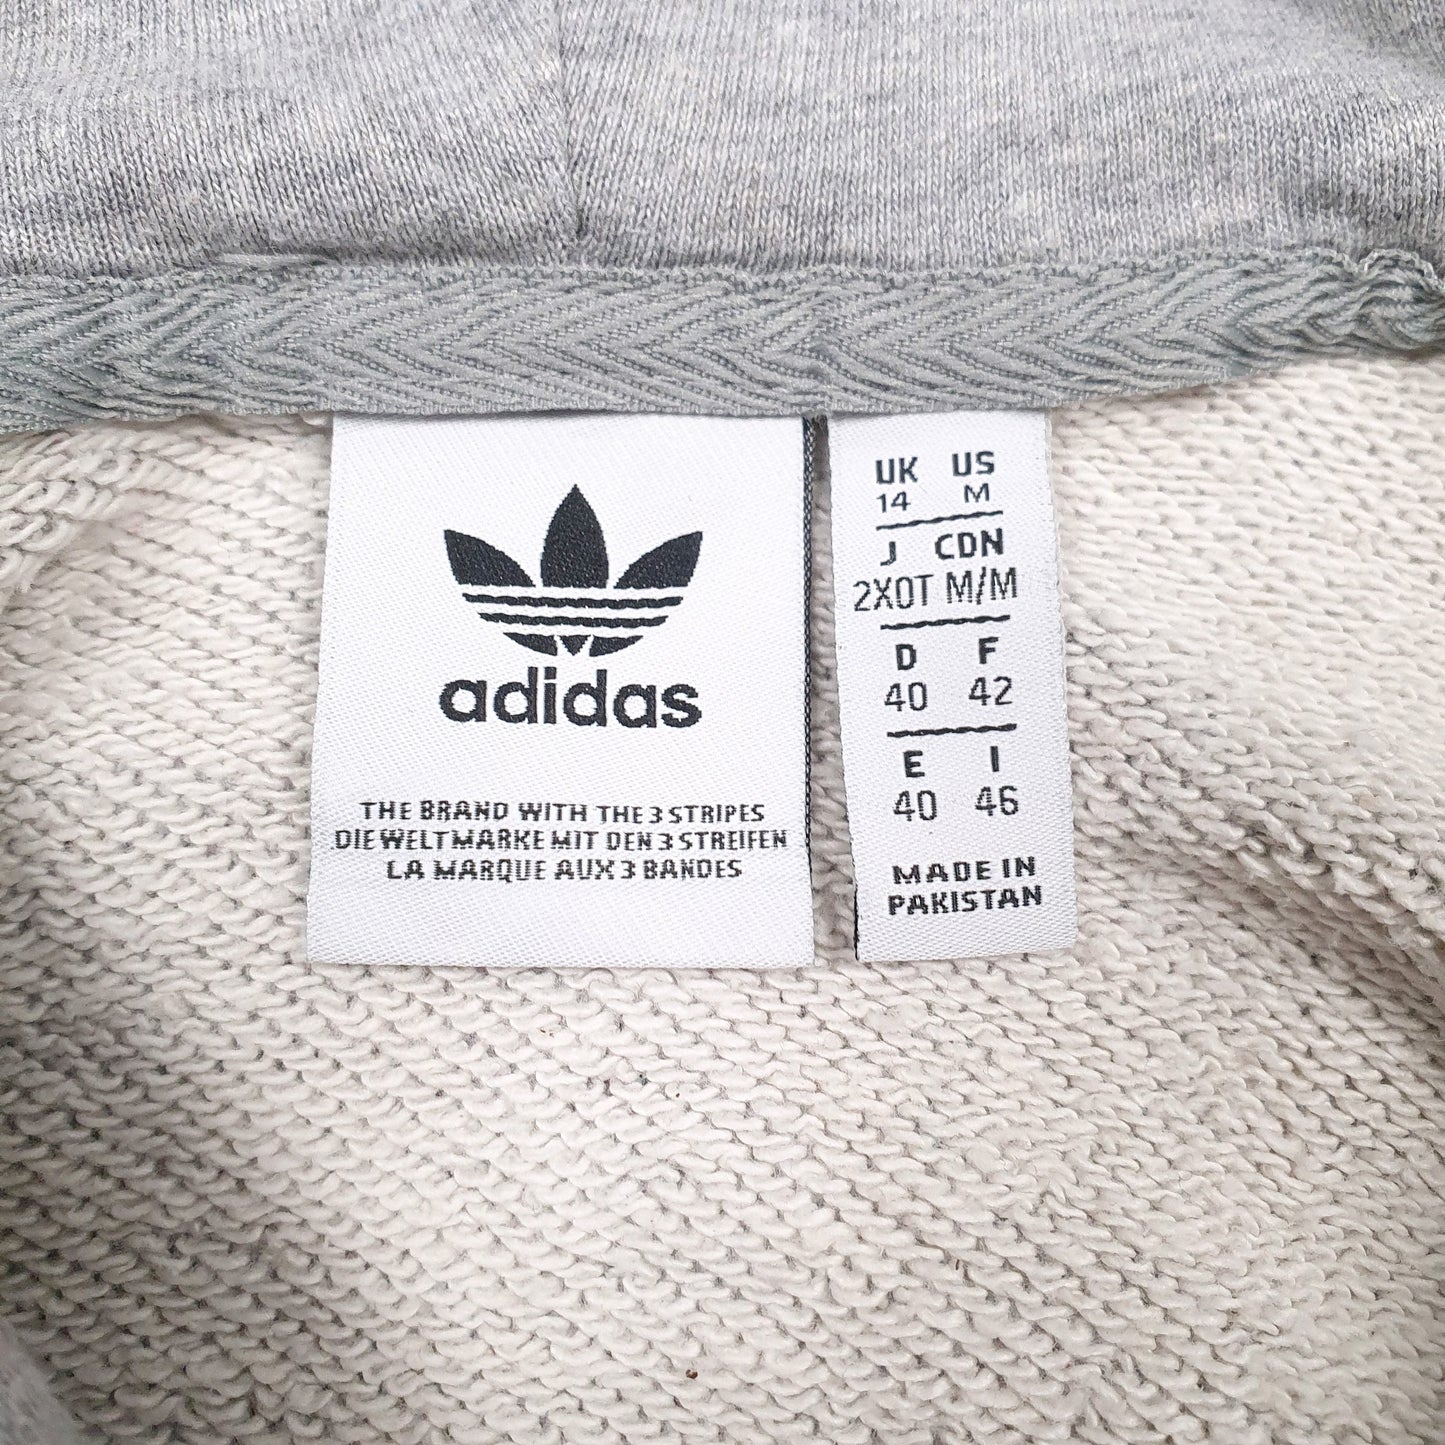 adidas
THE BRAND WITH THE 3 STRIPES
DIE WELTMARKE MIT DEN 3 STREIFEN
LA MARQUE AUX 3 BANDES
UK US
14 M
J CDN
2XOT M/M
D F
40 42
E I
40 46
MADE IN
PAKISTAN